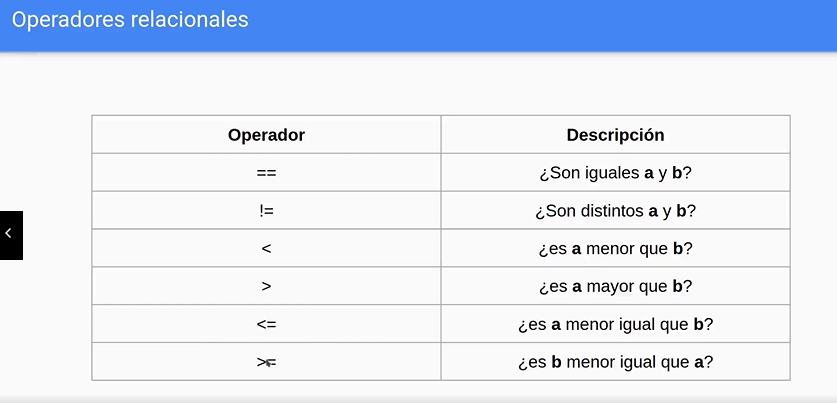 Operadores relacionales
Operador Descripción
== ¿Son iguales a y b?
!= ¿Son distintos a y b?
< ¿es a menor que b?
> ¿es a mayor que b?
<= ¿es a menor igual que b?
>= ¿es b menor igual que a?